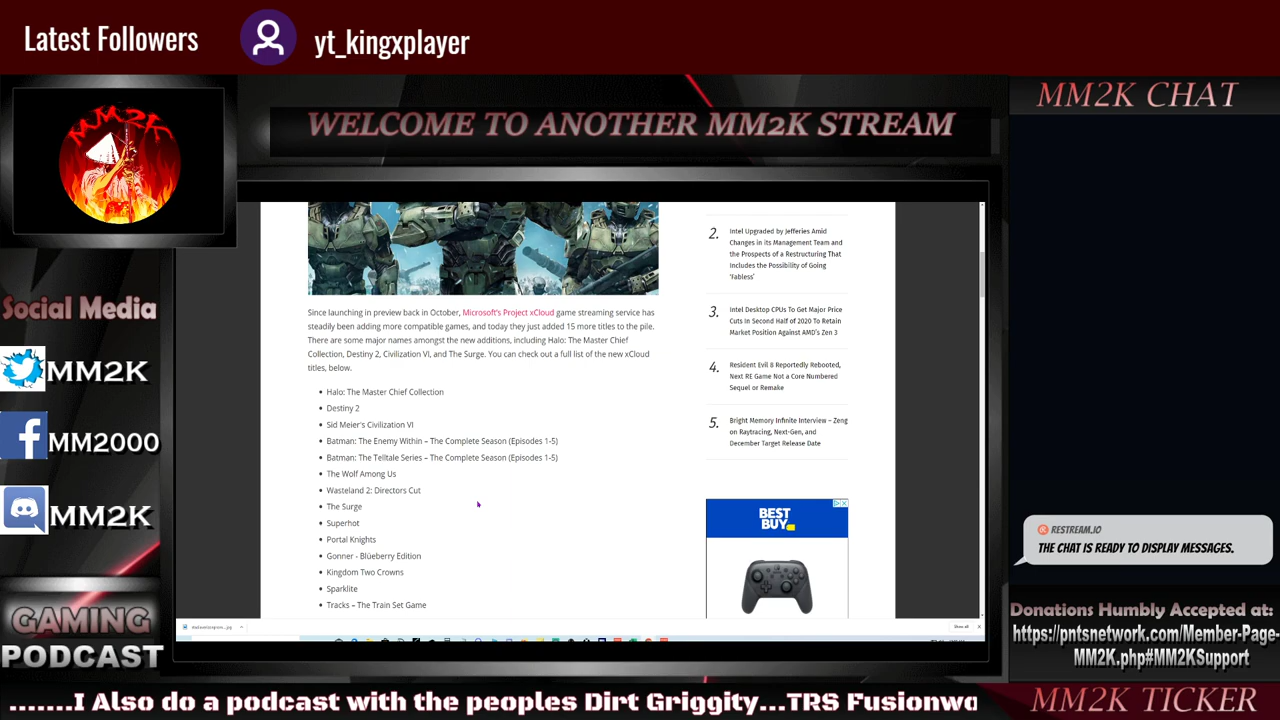 Latest Followers
yt_kingxplayer
MM2K
WELCOME TO ANOTHER MM2K STREAM
MM2K CHAT
Social Media
MM2K
MM2000
MM2K
GAMING
PODCAST
Since launching in preview back in October, Microsoft's Project xCloud game streaming service has
steadily been adding more compatible games, and today they just added 15 more titles to the pile.
There are some major names amongst the new additions, including Halo: The Master Chief
Collection, Destiny 2, Civilization VI, and The Surge. You can check out a full list of the new xCloud
titles, below.
• Halo: The Master Chief Collection
• Destiny 2
• Sid Meier's Civilization VI
• Batman: The Enemy Within – The Complete Season (Episodes 1-5)
• Batman: The Telltale Series – The Complete Season (Episodes 1-5)
• The Wolf Among Us
• Wasteland 2: Directors Cut
• The Surge
• Superhot
• Portal Knights
• Gonner - Blüeberry Edition
• Kingdom Two Crowns
• Sparklite
• Tracks – The Train Set Game
2. Intel Upgraded by Jefferies Amid
Changes in its Management Team and
the Prospects of a Restructuring That
Includes the Possibility of Going
'Fabless'
3. Intel Desktop CPUs To Get Major Price
Cuts In Second Half of 2020 To Retain
Market Position Against AMD's Zen 3
4. Resident Evil 8 Reportedly Rebooted,
Next RE Game Not a Core Numbered
Sequel or Remake
5. Bright Memory Infinite Interview – Zeng
on Raytracing, Next-Gen, and
December Target Release Date
BEST
BUY
Show all
RESTREAM.IO
THE CHAT IS READY TO DISPLAY MESSAGES.
Donations Humbly Accepted at:
https://pntsnetwork.com/Member-Page-
MM2K.php#MM2KSupport
.......I Also do a podcast with the peoples Dirt Griggity...TRS Fusionwo
MM2K TICKER